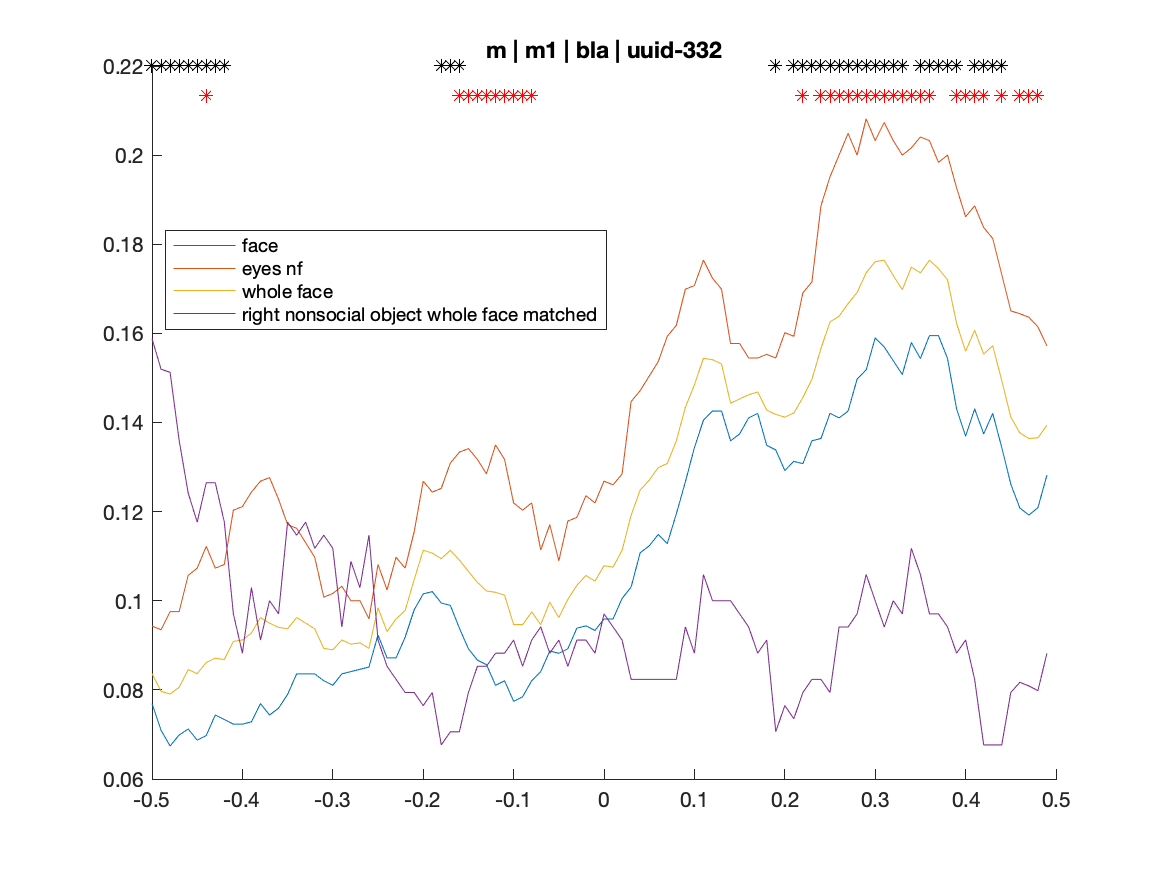 m | m1 | bla | uuid-332
0.22
0.2
0.18
0.16
0.14
0.12
0.1
0.08
0.06
face
eyes nf
whole face
right nonsocial object whole face matched
-0.5 -0.4 -0.3 -0.2 -0.1 0 0.1 0.2 0.3 0.4 0.5